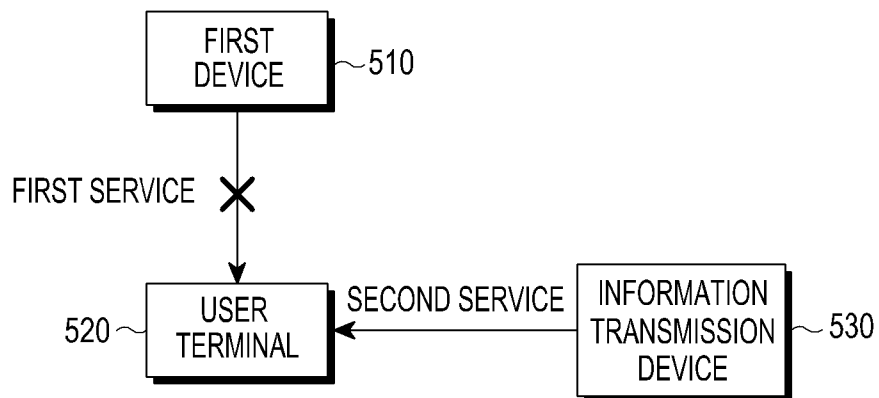 FIRST
DEVICE
510
FIRST SERVICE
USER
TERMINAL
520
SECOND SERVICE
INFORMATION
TRANSMISSION
DEVICE
530